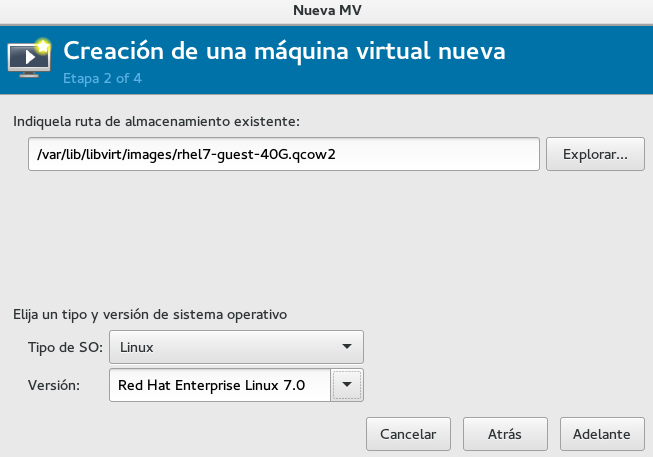 Nueva MV
Creación de una máquina virtual nueva
Etapa 2 of 4
Indiquela ruta de almacenamiento existente:
/var/lib/libvirt/images/rhel7-guest-40G.qcow2
Explorar...
Elija un tipo y versión de sistema operativo
Tipo de SO: Linux
Versión: Red Hat Enterprise Linux 7.0
Cancelar Atrás Adelante